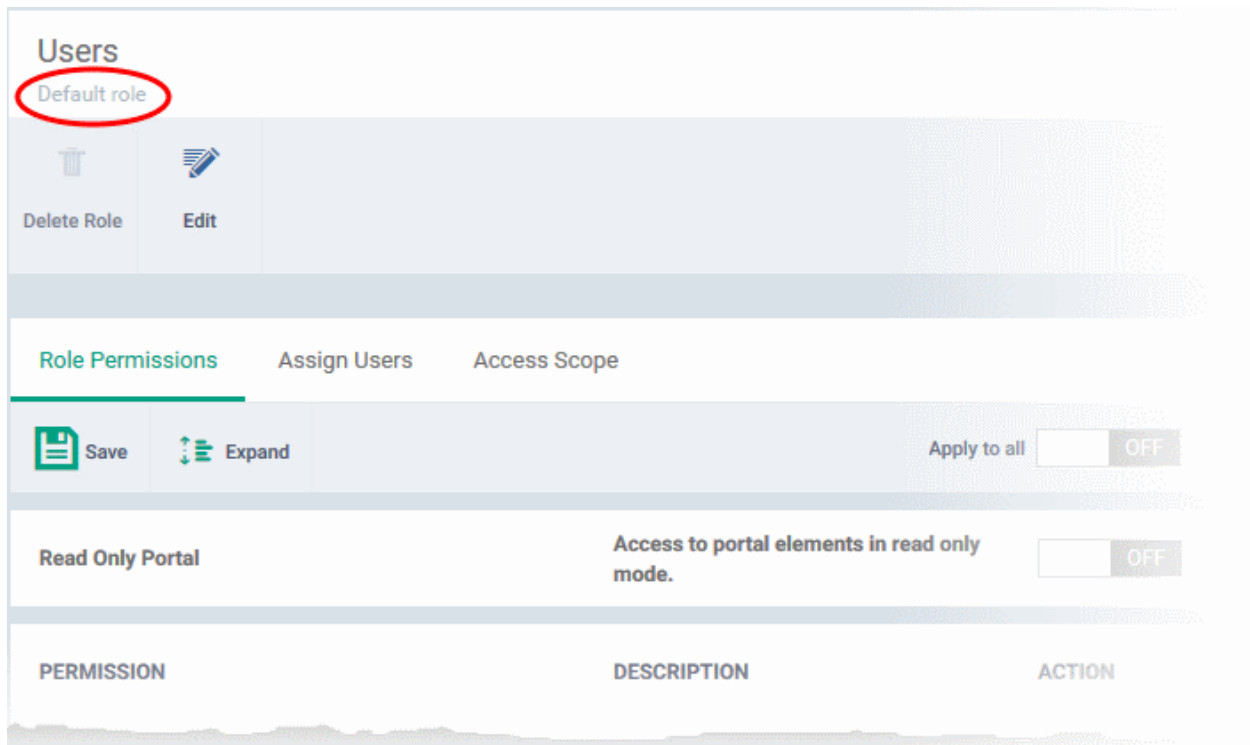 Users
Default role
Delete Role
Edit
Role Permissions
Assign Users
Access Scope
Save
Expand
Apply to all
OFF
Read Only Portal
Access to portal elements in read only
mode.
OFF
PERMISSION
DESCRIPTION
ACTION